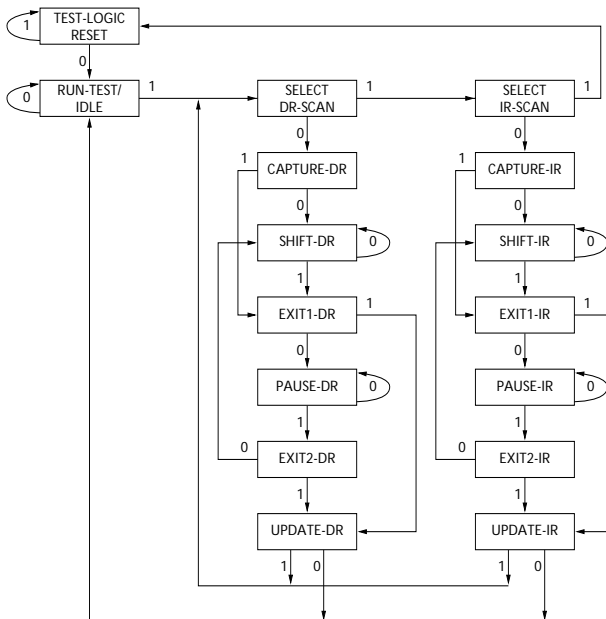 TEST-LOGIC
RESET
1
0
RUN-TEST/
IDLE
0
1
SELECT
DR-SCAN
1
SELECT
IR-SCAN
1
0
0
1
CAPTURE-DR
1
CAPTURE-IR
0
0
SHIFT-DR
0
SHIFT-IR
0
1
1
EXIT1-DR
1
EXIT1-IR
1
0
0
PAUSE-DR
0
PAUSE-IR
0
1
1
0
EXIT2-DR
0
EXIT2-IR
1
1
UPDATE-DR
UPDATE-IR
1
0
1
0